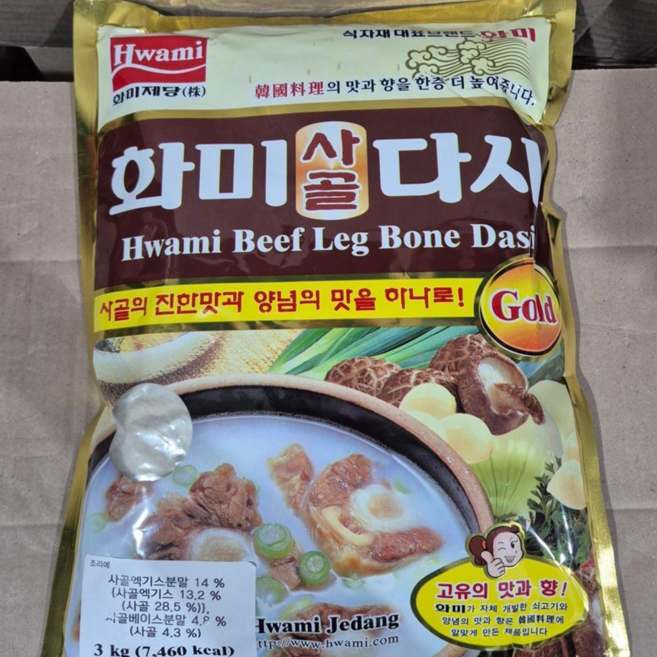 Hwami
화미제당(株)
식자재 대표브랜드 화미
韓國料理의 맛과 향을 한층 더 높여줍니다.
화미 사골 다시
Hwami Beef Leg Bone Dasi
사골의 진한맛과 양념의 맛을 하나로!
Gold
조리예
사골엑기스분말 14 %
(사골엑기스 13.2 %
(사골 28.5 %)),
사골베이스분말 4.8 %
(사골 4.3 %)
3 kg (7,460 kcal)
Hwami Jedang
http://www.hwami.com
고유의 맛과 향!
화미가 자체 개발한 쇠고기와
양념의 맛과 향은 韓國料理에
알맞게 만든 제품입니다